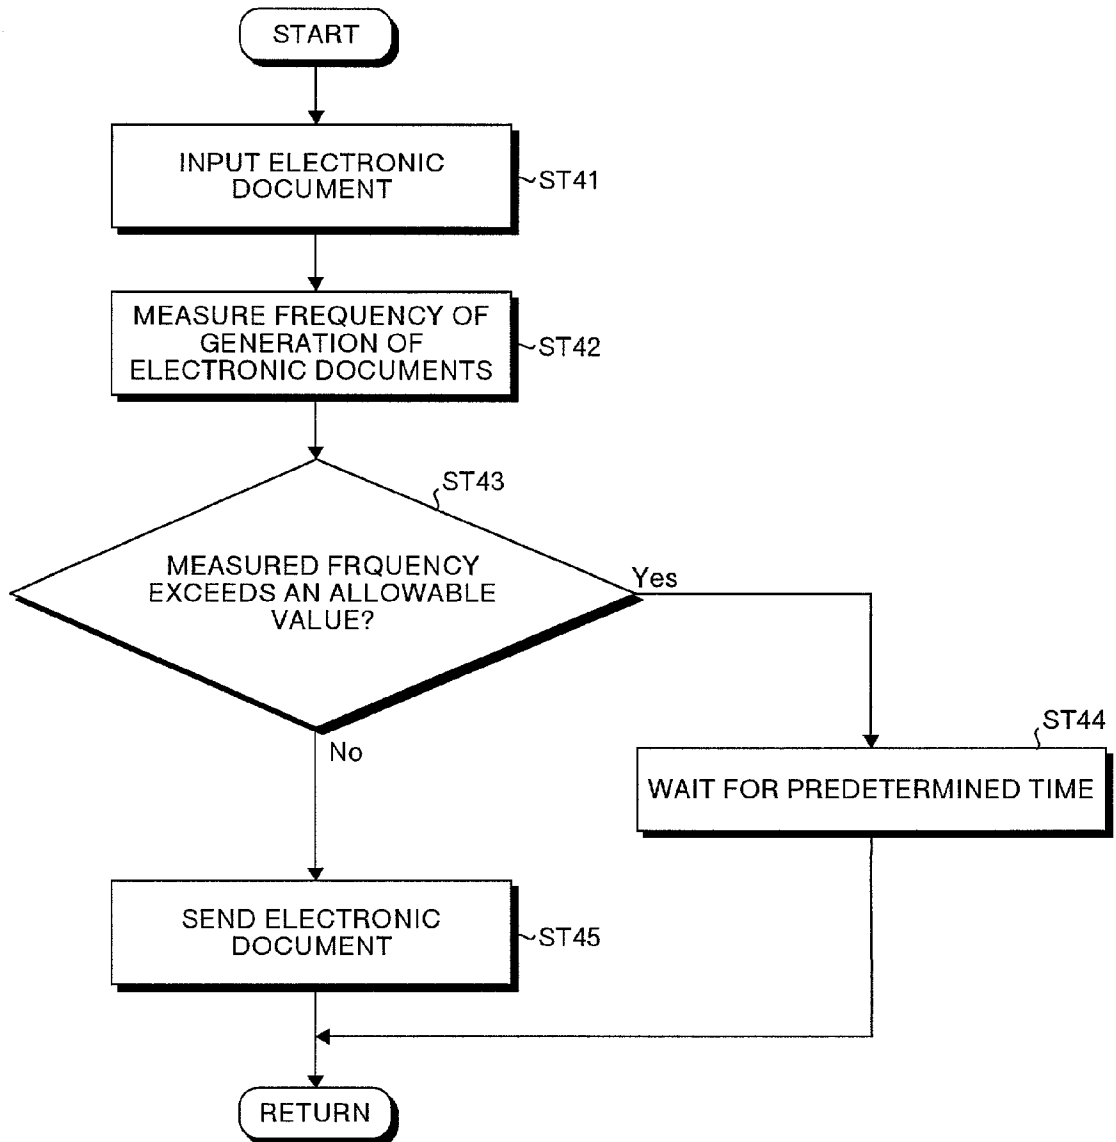 START
INPUT ELECTRONIC
DOCUMENT
ST41
MEASURE FREQUENCY OF
GENERATION OF
ELECTRONIC DOCUMENTS
ST42
ST43
MEASURED FRQUENCY
EXCEEDS AN ALLOWABLE
VALUE?
Yes
No
ST44
WAIT FOR PREDETERMINED TIME
SEND ELECTRONIC
DOCUMENT
ST45
RETURN